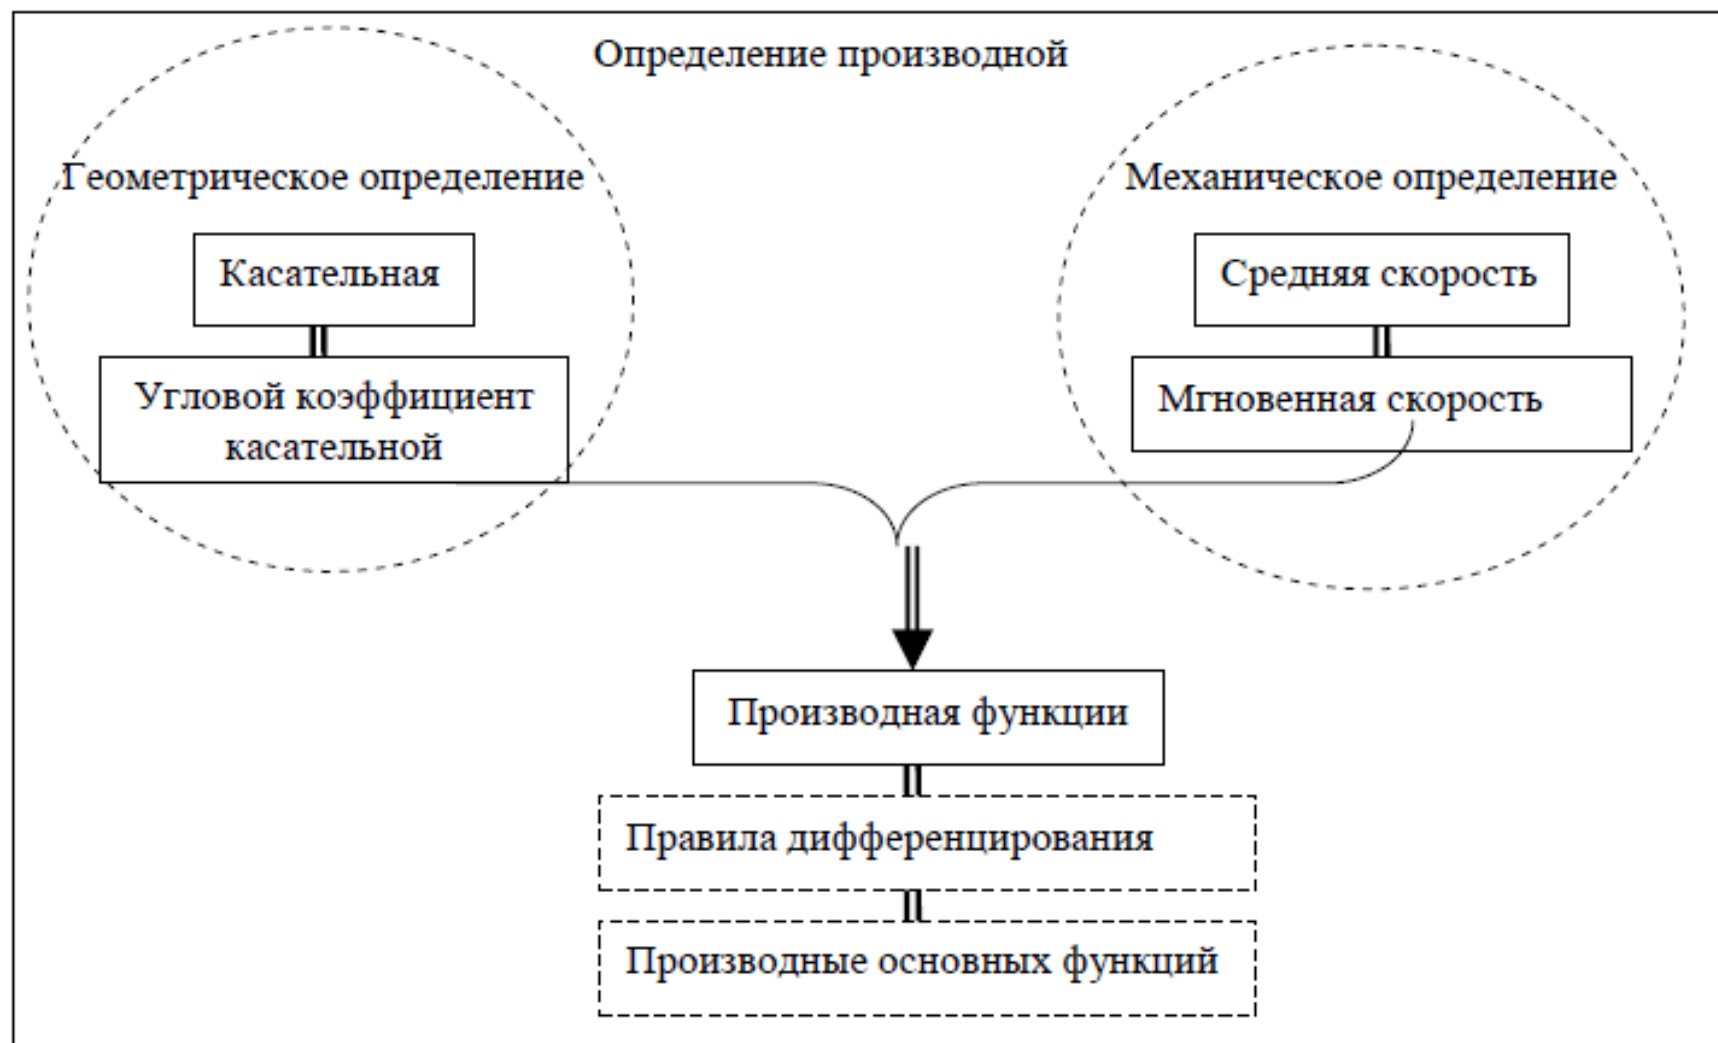 Определение производной
Геометрическое определение
Механическое определение
Касательная
Средняя скорость
Угловой коэффициент
касательной
Мгновенная скорость
Производная функции
Правила дифференцирования
Производные основных функций